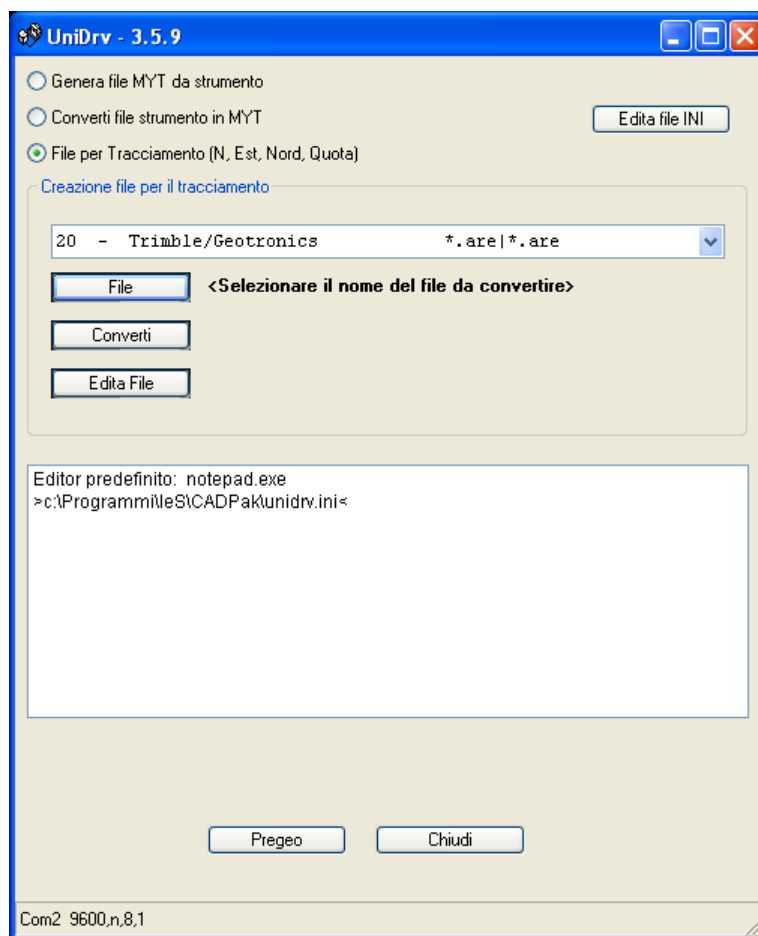 UniDrv - 3.5.9
Genera file MYT da strumento
Converti file strumento in MYT
Edita file INI
File per Tracciamento (N, Est, Nord, Quota)
Creazione file per il tracciamento
20 - Trimble/Geotronics *.are|*.are
File <Selezionare il nome del file da convertire>
Converti
Edita File
Editor predefinito: notepad.exe
>c:\Programmi\IeS\CADPak\unidrv.ini<
Pregeo Chiudi
Com2 9600,n,8,1